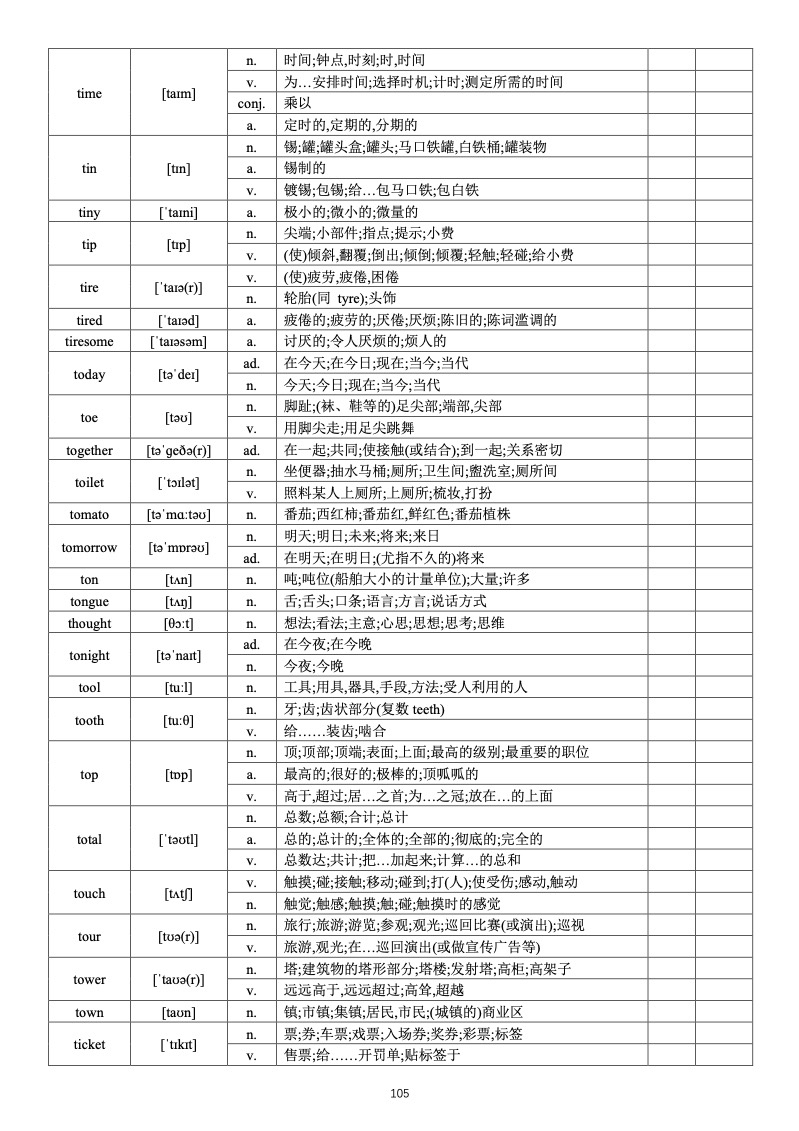 time [taɪm] n. 时间;钟点,时刻;时,时间
v. 为…安排时间;选择时机;计时;测定所需的时间
conj. 乘以
a. 定时的,定期的,分期的
tin [tɪn] n. 锡;罐;罐头盒;罐头;马口铁罐,白铁桶;罐装物
a. 锡制的
v. 镀锡;包锡;给…包马口铁;包白铁
tiny [ˈtaɪni] a. 极小的;微小的;微量的
tip [tɪp] n. 尖端;小部件;指点;提示;小费
v. (使)倾斜,翻覆;倒出;倾倒;倾覆;轻触;轻碰;给小费
tire [ˈtaɪə(r)] v. (使)疲劳,疲倦,困倦
n. 轮胎(同 tyre);头饰
tired [ˈtaɪəd] a. 疲倦的;疲劳的;厌倦;厌烦;陈旧的;陈词滥调的
tiresome [ˈtaɪəsəm] a. 讨厌的;令人厌烦的;烦人的
today [təˈdeɪ] ad. 在今天;在今日;现在;当今;当代
n. 今天;今日;现在;当今;当代
toe [təʊ] n. 脚趾;(袜、鞋等的)足尖部;端部,尖部
v. 用脚尖走;用足尖跳舞
together [təˈɡeðə(r)] ad. 在一起;共同;使接触(或结合);到一起;关系密切
toilet [ˈtɔɪlət] n. 坐便器;抽水马桶;厕所;卫生间;盥洗室;厕所间
v. 照料某人上厕所;上厕所;梳妆,打扮
tomato [təˈmɑːtəʊ] n. 番茄;西红柿;番茄红,鲜红色;番茄植株
tomorrow [təˈmɒrəʊ] n. 明天;明日;未来;将来;来日
ad. 在明天;在明日;(尤指不久的)将来
ton [tʌn] n. 吨;吨位(船舶大小的计量单位);大量;许多
tongue [tʌŋ] n. 舌;舌头;口条;语言;方言;说话方式
thought [θɔːt] n. 想法;看法;主意;心思;思想;思考;思维
tonight [təˈnaɪt] ad. 在今夜;在今晚
n. 今夜;今晚
tool [tuːl] n. 工具;用具,器具,手段,方法;受人利用的人
tooth [tuːθ] n. 牙;齿;齿状部分(复数 teeth)
v. 给……装齿;啮合
top [tɒp] n. 顶;顶部;顶端;表面;上面;最高的级别;最重要的职位
a. 最高的;很好的;极棒的;顶呱呱的
v. 高于,超过;居…之首;为…之冠;放在…的上面
total [ˈtəʊtl] n. 总数;总额;合计;总计
a. 总的;总计的;全体的;全部的;彻底的;完全的
v. 总数达;共计;把…加起来;计算…的总和
touch [tʌtʃ] v. 触摸;碰;接触;移动;碰到;打(人);使受伤;感动,触动
n. 触觉;触感;触摸;触;碰;触摸时的感觉
tour [tʊə(r)] n. 旅行;旅游;游览;参观;观光;巡回比赛(或演出);巡视
v. 旅游,观光;在…巡回演出(或做宣传广告等)
tower [ˈtaʊə(r)] n. 塔;建筑物的塔形部分;塔楼;发射塔;高柜;高架子
v. 远远高于,远远超过;高耸,超越
town [taʊn] n. 镇;市镇;集镇;居民,市民;(城镇的)商业区
ticket [ˈtɪkɪt] n. 票;券;车票;戏票;入场券;奖券;彩票;标签
v. 售票;给……开罚单;贴标签于
105